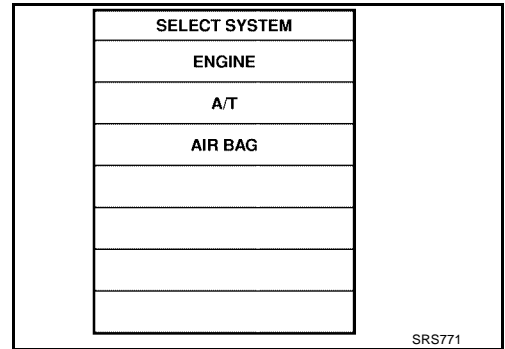 SELECT SYSTEM
ENGINE
A/T
AIR BAG
SRS771